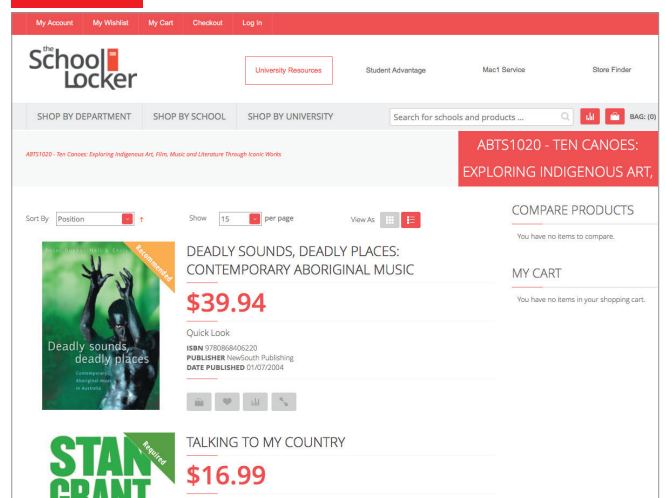 My Account My Wishlist My Cart Checkout Log In
the
School
Locker
University Resources Student Advantage Mac1 Service Store Finder
SHOP BY DEPARTMENT SHOP BY SCHOOL SHOP BY UNIVERSITY Search for schools and products ... BAG: (0)
ABTS1020 - Ten Canoes: Exploring Indigenous Art, Film, Music and Literature Through Iconic Works
ABTS1020 - TEN CANOES:
EXPLORING INDIGENOUS ART,
Sort By Position Show 15 per page View As
COMPARE PRODUCTS
You have no items to compare.
MY CART
You have no items in your shopping cart.
Recommended
Deadly sounds,
deadly places
Contemporary
Aboriginal music
in Australia
DEADLY SOUNDS, DEADLY PLACES:
CONTEMPORARY ABORIGINAL MUSIC
$39.94
Quick Look
ISBN 9780868406220
PUBLISHER NewSouth Publishing
DATE PUBLISHED 01/07/2004
Required
STAN
GRANT
TALKING TO MY COUNTRY
$16.99